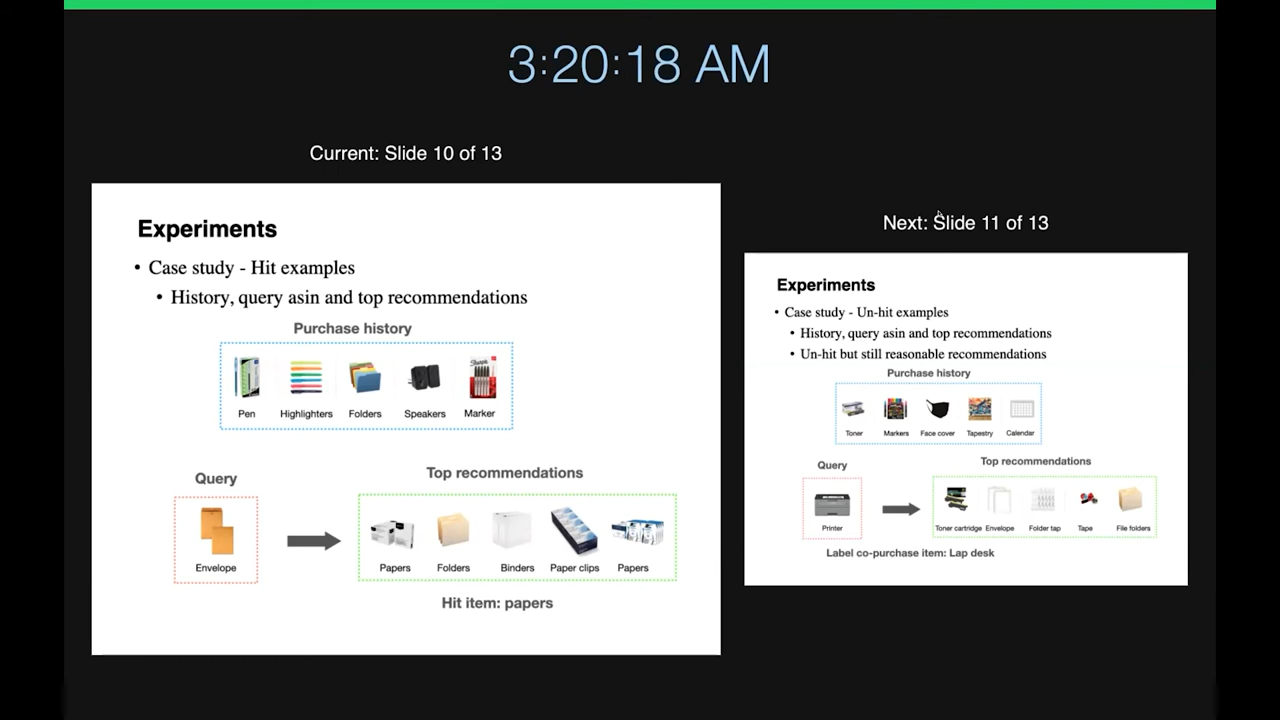 3:20:18 AM
Current: Slide 10 of 13
Experiments
• Case study - Hit examples
• History, query asin and top recommendations
Purchase history
Pen Highlighters Folders Speakers Marker
Query
Top recommendations
Envelope
Papers Folders Binders Paper clips Papers
Hit item: papers
Next: Slide 11 of 13
Experiments
• Case study - Un-hit examples
• History, query asin and top recommendations
• Un-hit but still reasonable recommendations
Purchase history
Toner Markers Face cover Tapestry Calendar
Query
Top recommendations
Printer
Toner cartridge Envelope Folder tap Tape File folders
Label co-purchase item: Lap desk